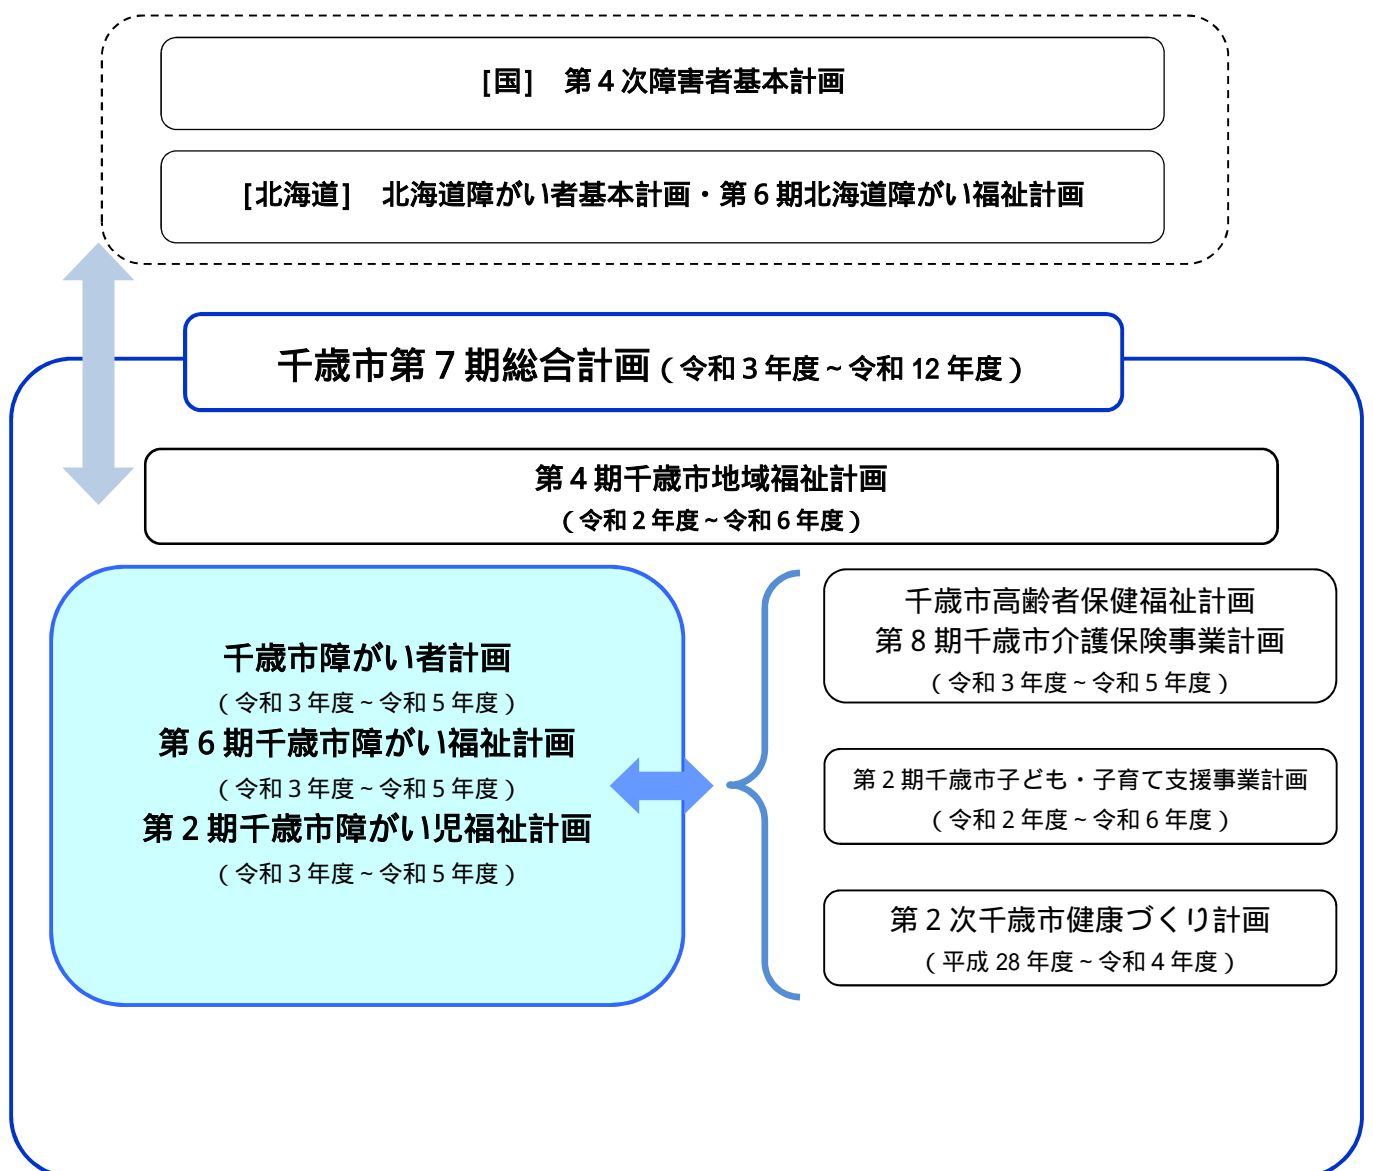 [国] 第４次障害者基本計画
[北海道] 北海道障がい者基本計画・第６期北海道障がい福祉計画
千歳市第７期総合計画（令和３年度～令和 12 年度）
第４期千歳市地域福祉計画
（令和２年度～令和６年度）
千歳市障がい者計画
（令和３年度～令和５年度）
第６期千歳市障がい福祉計画
（令和３年度～令和５年度）
第２期千歳市障がい児福祉計画
（令和３年度～令和５年度）
千歳市高齢者保健福祉計画
第８期千歳市介護保険事業計画
（令和３年度～令和５年度）
第２期千歳市子ども・子育て支援事業計画
（令和２年度～令和６年度）
第２次千歳市健康づくり計画
（平成 28 年度～令和４年度）